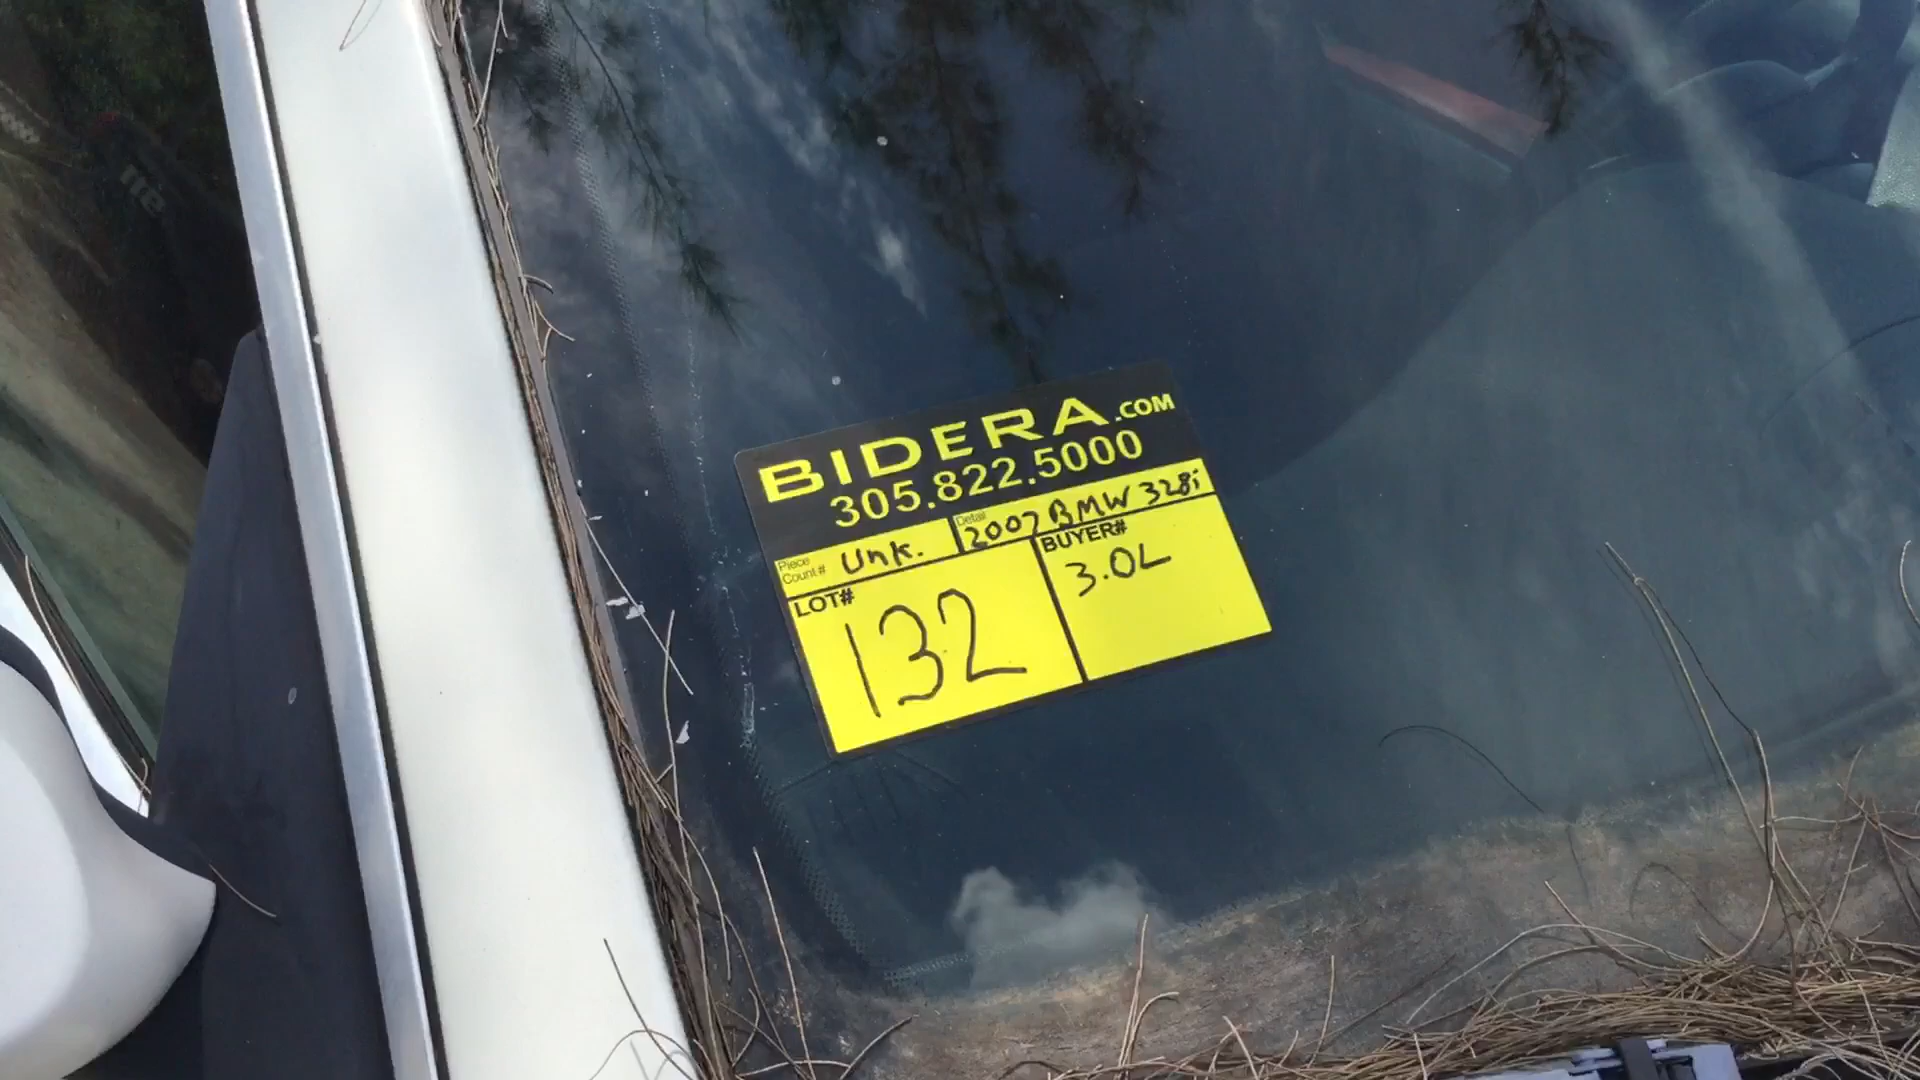 BIDERA.COM
305.822.5000
Piece Count # Unk. Detail 2007 BMW 328i
LOT# BUYER#
132 3.0L